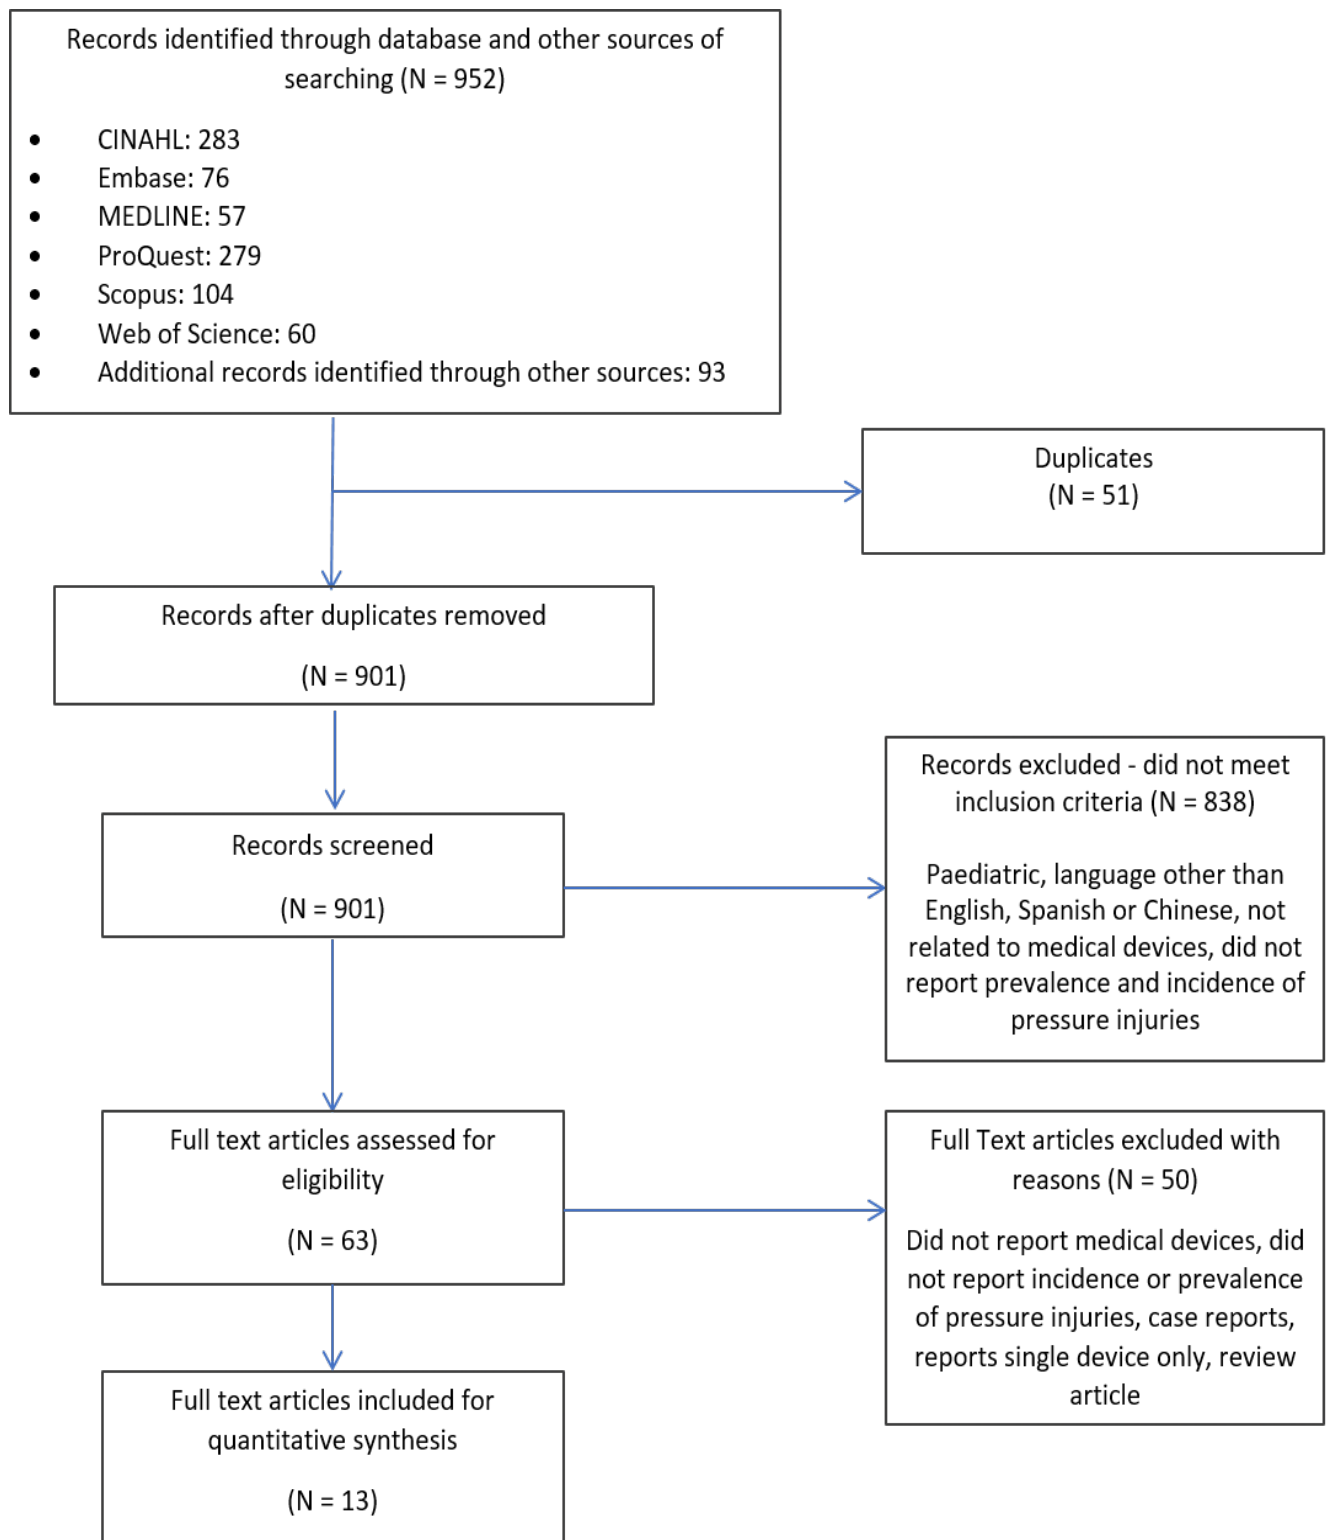 Records identified through database and other sources of
searching (N = 952)
• CINAHL: 283
• Embase: 76
• MEDLINE: 57
• ProQuest: 279
• Scopus: 104
• Web of Science: 60
• Additional records identified through other sources: 93
Duplicates
(N = 51)
Records after duplicates removed
(N = 901)
Records screened
(N = 901)
Records excluded - did not meet
inclusion criteria (N = 838)
Paediatric, language other than
English, Spanish or Chinese, not
related to medical devices, did not
report prevalence and incidence of
pressure injuries
Full text articles assessed for
eligibility
(N = 63)
Full Text articles excluded with
reasons (N = 50)
Did not report medical devices, did
not report incidence or prevalence
of pressure injuries, case reports,
reports single device only, review
article
Full text articles included for
quantitative synthesis
(N = 13)